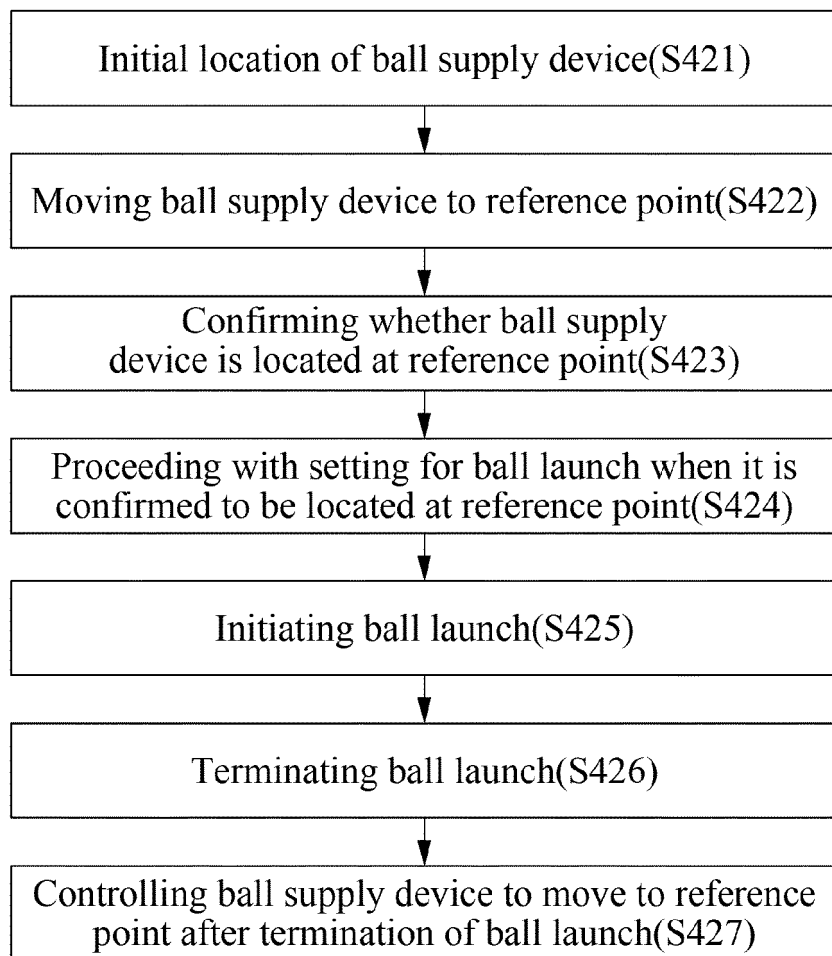 Initial location of ball supply device(S421)
Moving ball supply device to reference point(S422)
Confirming whether ball supply
device is located at reference point(S423)
Proceeding with setting for ball launch when it is
confirmed to be located at reference point(S424)
Initiating ball launch(S425)
Terminating ball launch(S426)
Controlling ball supply device to move to reference
point after termination of ball launch(S427)